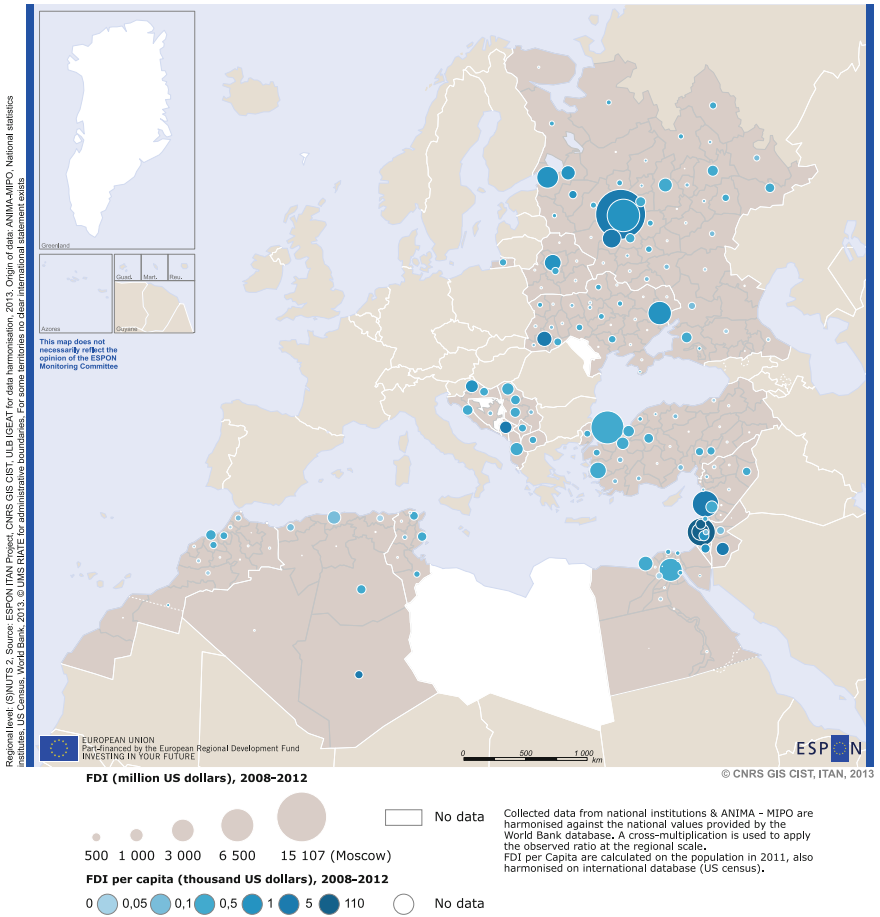 Regional level: (S)NUTS 2, Source: ESPON ITAN Project, CNRS GIS CIST, ULB IGEAT for data harmonisation, 2013. Origin of data: ANIMA-MIPO, National statistics
institutes, US Census, World Bank, 2013. © UMS RIATE for administrative boundaries. For some territories no clear international statement exists
Greenland
Guad. Mart. Reu.
Azores Guyane
This map does not
necessarily reflect the
opinion of the ESPON
Monitoring Committee
EUROPEAN UNION
Part-financed by the European Regional Development Fund
INVESTING IN YOUR FUTURE
0 500 1 000
km
ESPON
© CNRS GIS CIST, ITAN, 2013
FDI (million US dollars), 2008-2012
500 1 000 3 000 6 500 15 107 (Moscow)
No data
Collected data from national institutions & ANIMA - MIPO are
harmonised against the national values provided by the
World Bank database. A cross-multiplication is used to apply
the observed ratio at the regional scale.
FDI per Capita are calculated on the population in 2011, also
harmonised on international database (US census).
FDI per capita (thousand US dollars), 2008-2012
0 0,05 0,1 0,5 1 5 110 No data